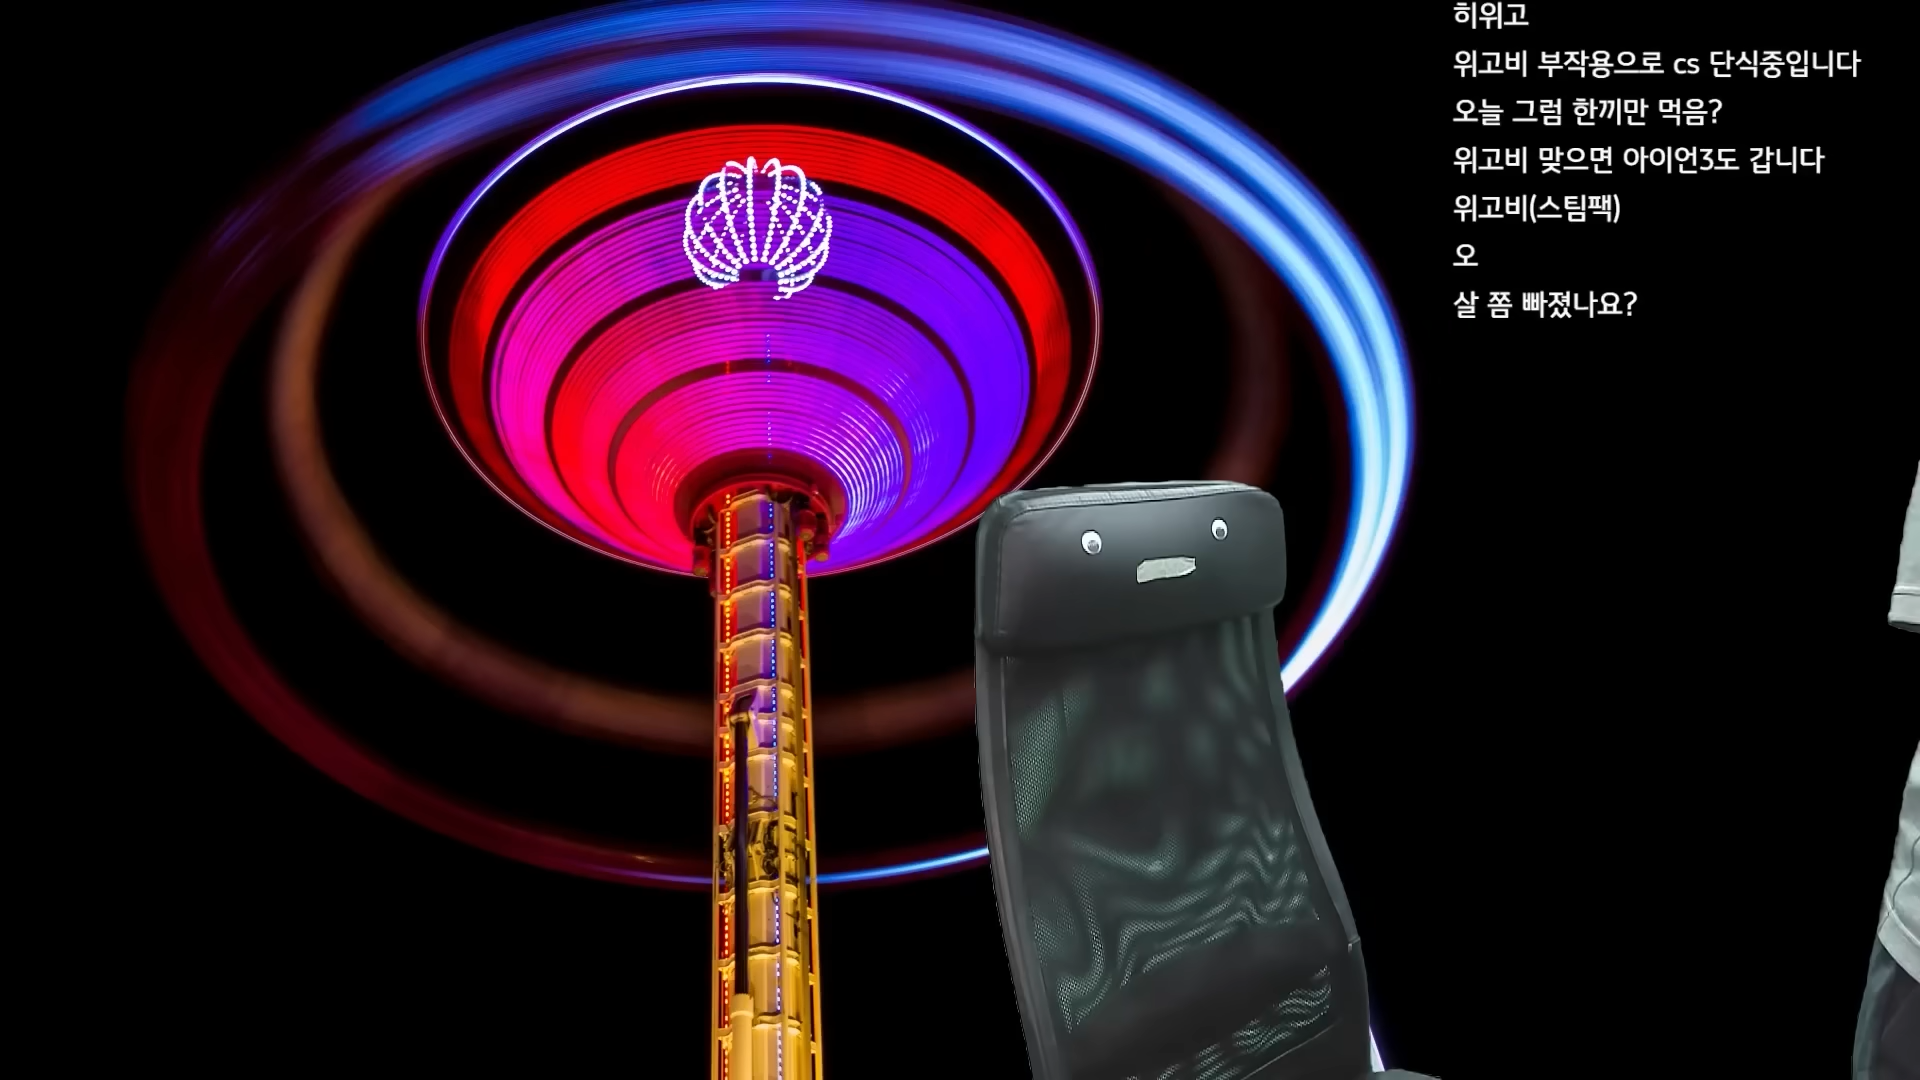 히위고
위고비 부작용으로 cs 단식중입니다
오늘 그럼 한끼만 먹음?
위고비 맞으면 아이언3도 갑니다
위고비(스팀팩)
오
살 쫌 빠졌나요?